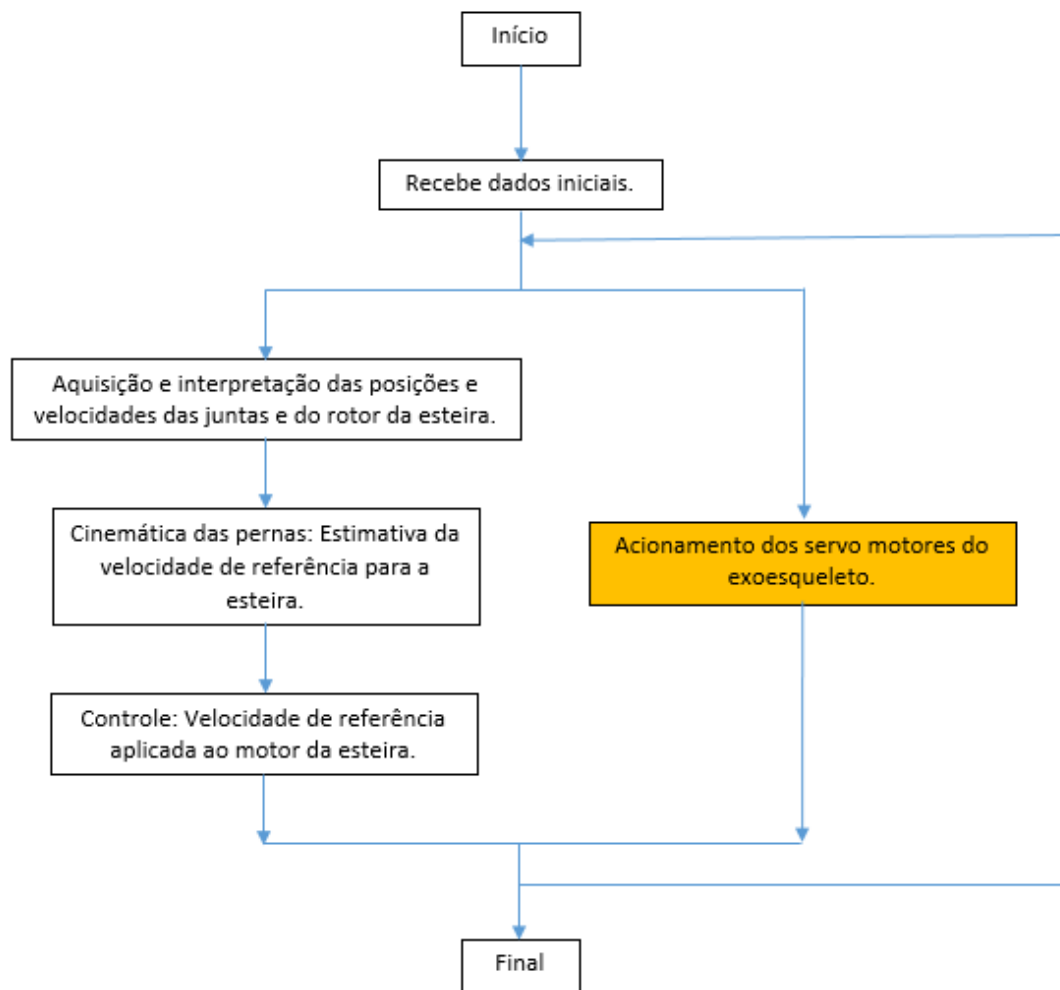 Início
Recebe dados iniciais.
Aquisição e interpretação das posições e
velocidades das juntas e do rotor da esteira.
Cinemática das pernas: Estimativa da
velocidade de referência para a
esteira.
Controle: Velocidade de referência
aplicada ao motor da esteira.
Acionamento dos servo motores do
exoesqueleto.
Final